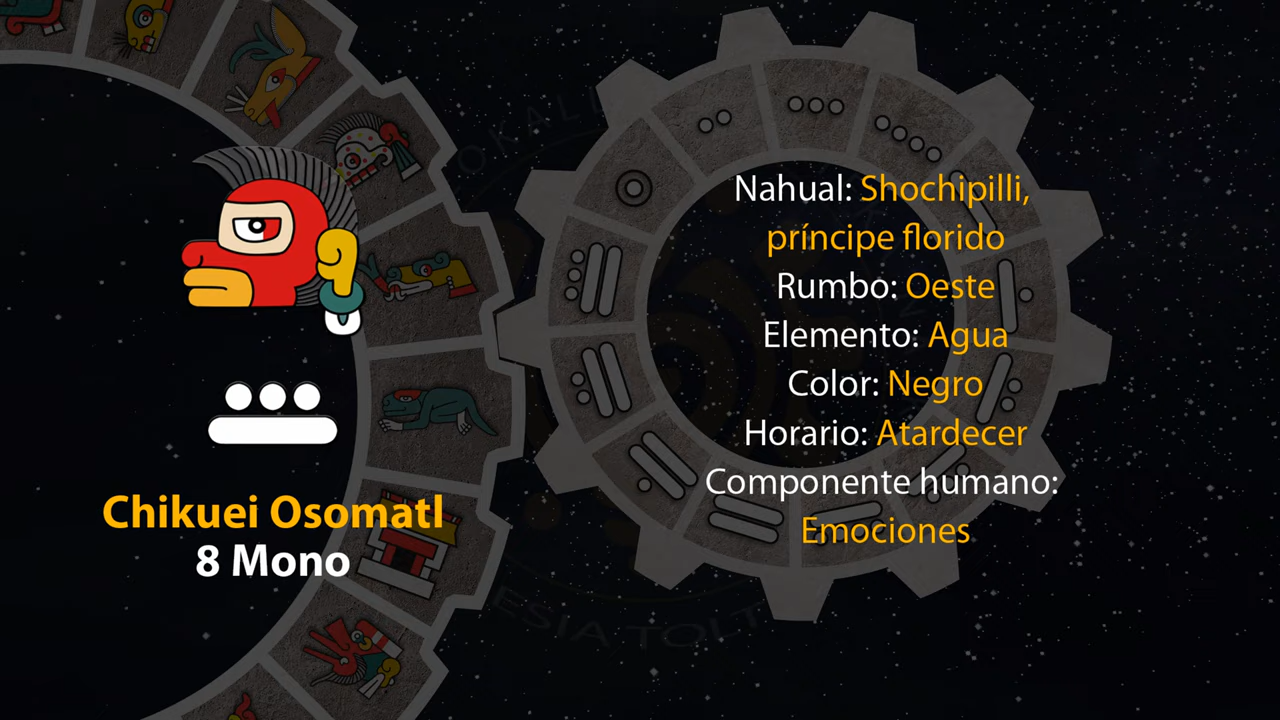 Chikuei Osomatl
8 Mono
Nahual: Shochipilli,
príncipe florido
Rumbo: Oeste
Elemento: Agua
Color: Negro
Horario: Atardecer
Componente humano:
Emociones